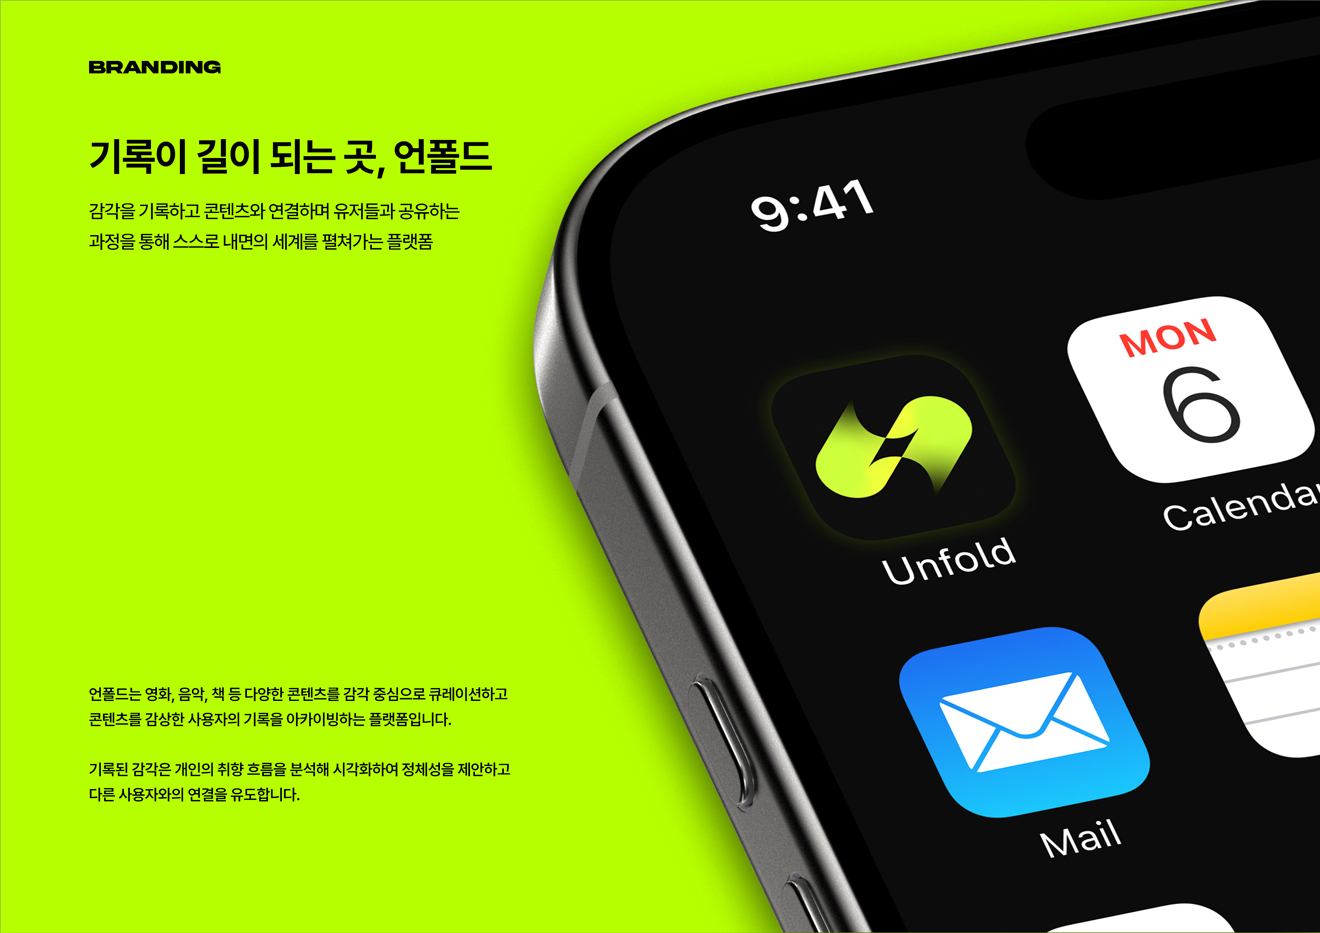 BRANDING
기록이 길이 되는 곳, 언폴드
감각을 기록하고 콘텐츠와 연결하며 유저들과 공유하는
과정을 통해 스스로 내면의 세계를 펼쳐가는 플랫폼
언폴드는 영화, 음악, 책 등 다양한 콘텐츠를 감각 중심으로 큐레이션하고
콘텐츠를 감상한 사용자의 기록을 아카이빙하는 플랫폼입니다.
기록된 감각은 개인의 취향 흐름을 분석해 시각화하여 정체성을 제안하고
다른 사용자와의 연결을 유도합니다.
9:41
MON
6
Calendar
Unfold
Mail